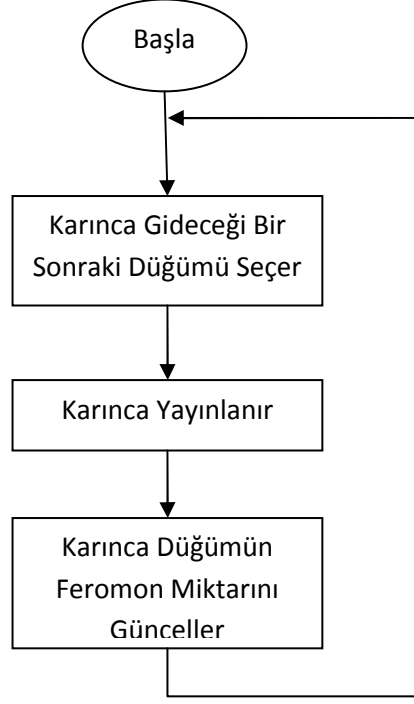 Başla
Karınca Gideceği Bir
Sonraki Düğümü Seçer
Karınca Yayınlanır
Karınca Düğümün
Feromon Miktarını
Günceller